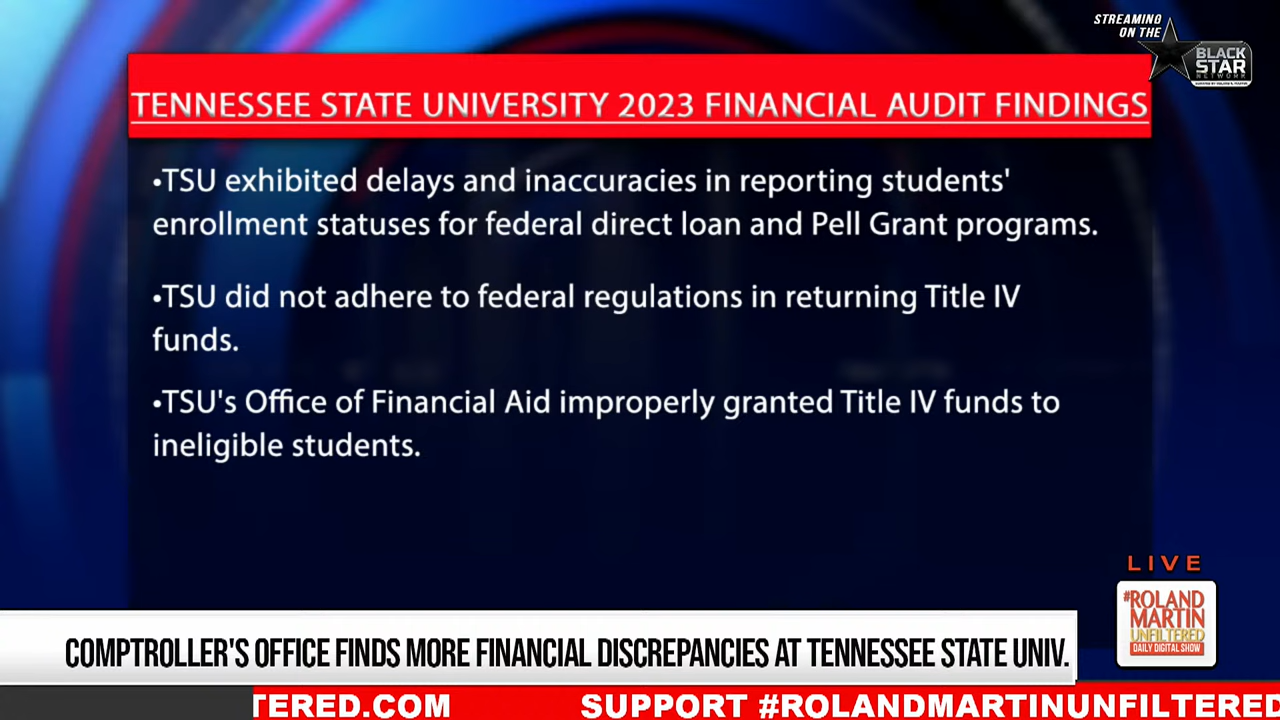 STREAMING
ON THE
BLACK
STAR
NETWORK
TENNESSEE STATE UNIVERSITY 2023 FINANCIAL AUDIT FINDINGS
•TSU exhibited delays and inaccuracies in reporting students'
enrollment statuses for federal direct loan and Pell Grant programs.
•TSU did not adhere to federal regulations in returning Title IV
funds.
•TSU's Office of Financial Aid improperly granted Title IV funds to
ineligible students.
LIVE
#ROLAND
MARTIN
UNFILTERED
DAILY DIGITAL SHOW
COMPTROLLER'S OFFICE FINDS MORE FINANCIAL DISCREPANCIES AT TENNESSEE STATE UNIV.
TERED.COM SUPPORT #ROLANDMARTINUNFILTERED